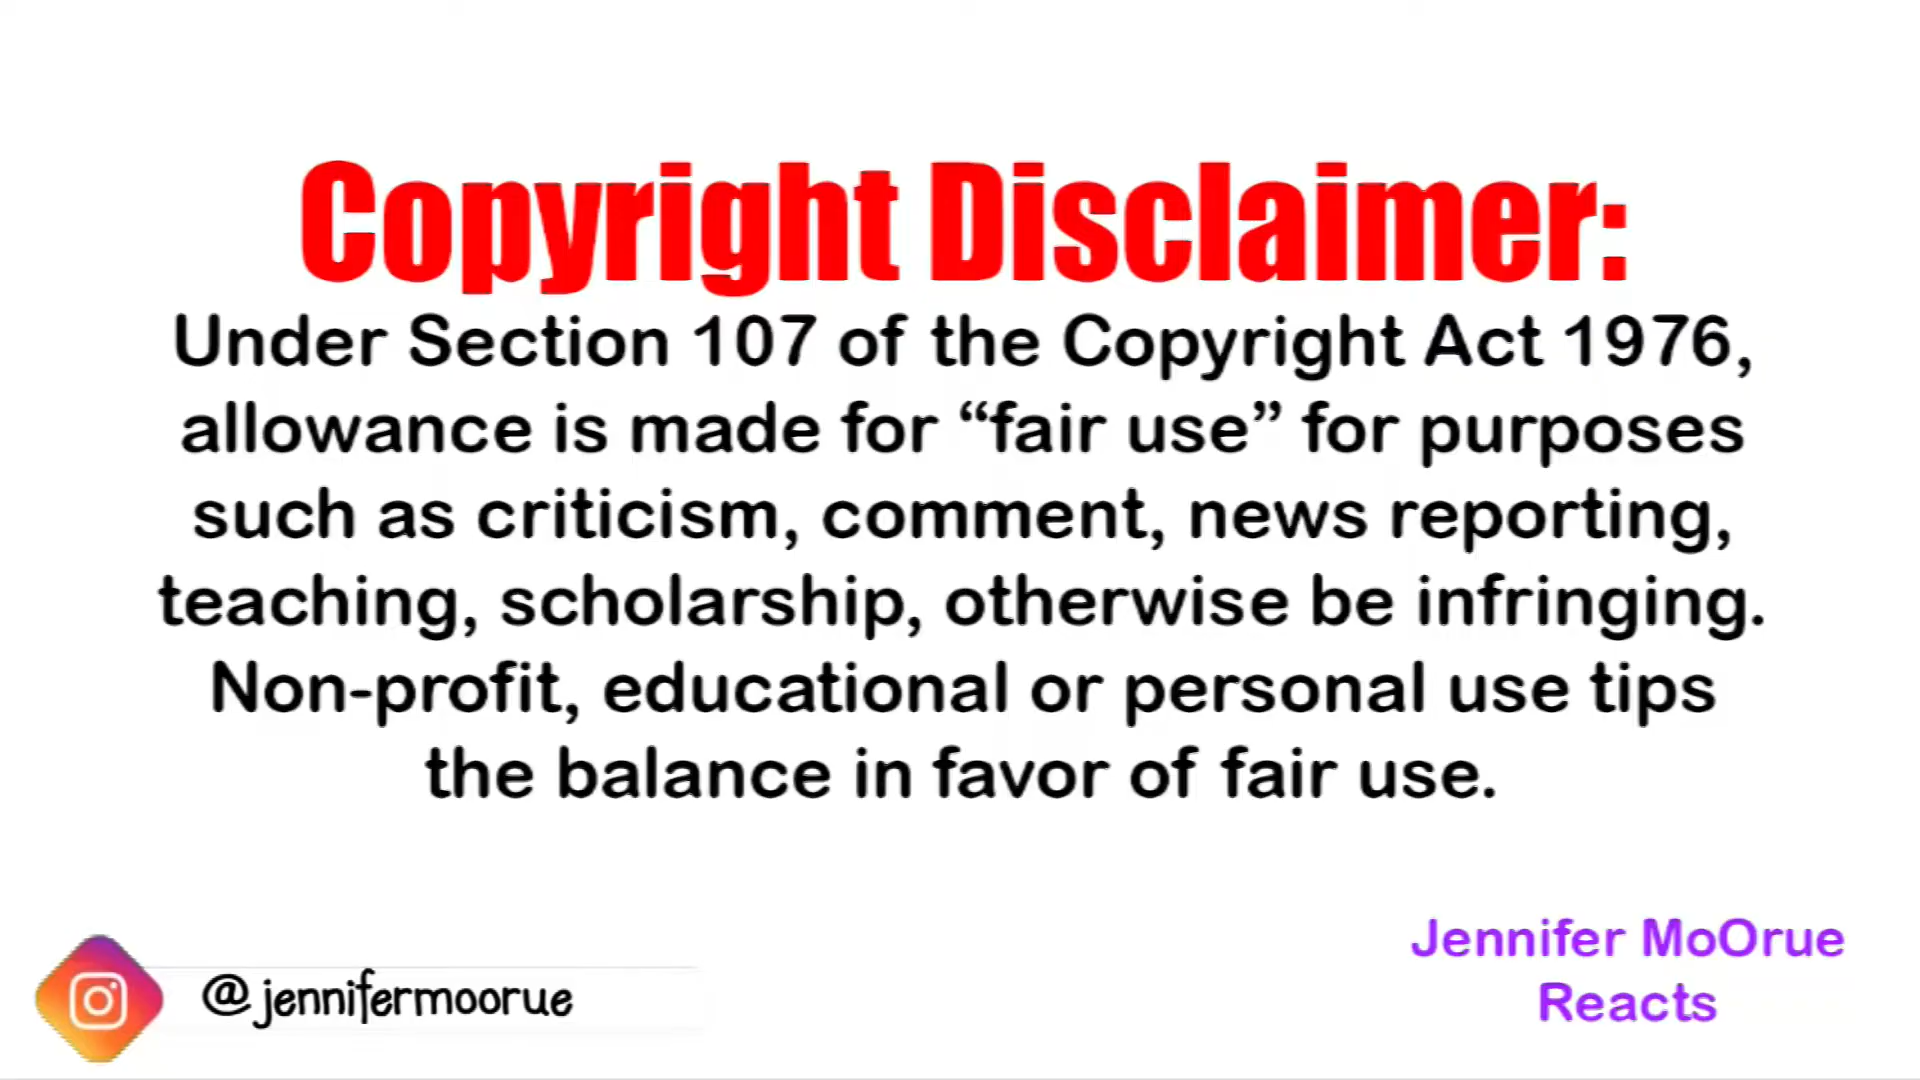 Copyright Disclaimer:
Under Section 107 of the Copyright Act 1976,
allowance is made for “fair use” for purposes
such as criticism, comment, news reporting,
teaching, scholarship, otherwise be infringing.
Non-profit, educational or personal use tips
the balance in favor of fair use.
@jennifermoorue
Jennifer MoOrue
Reacts